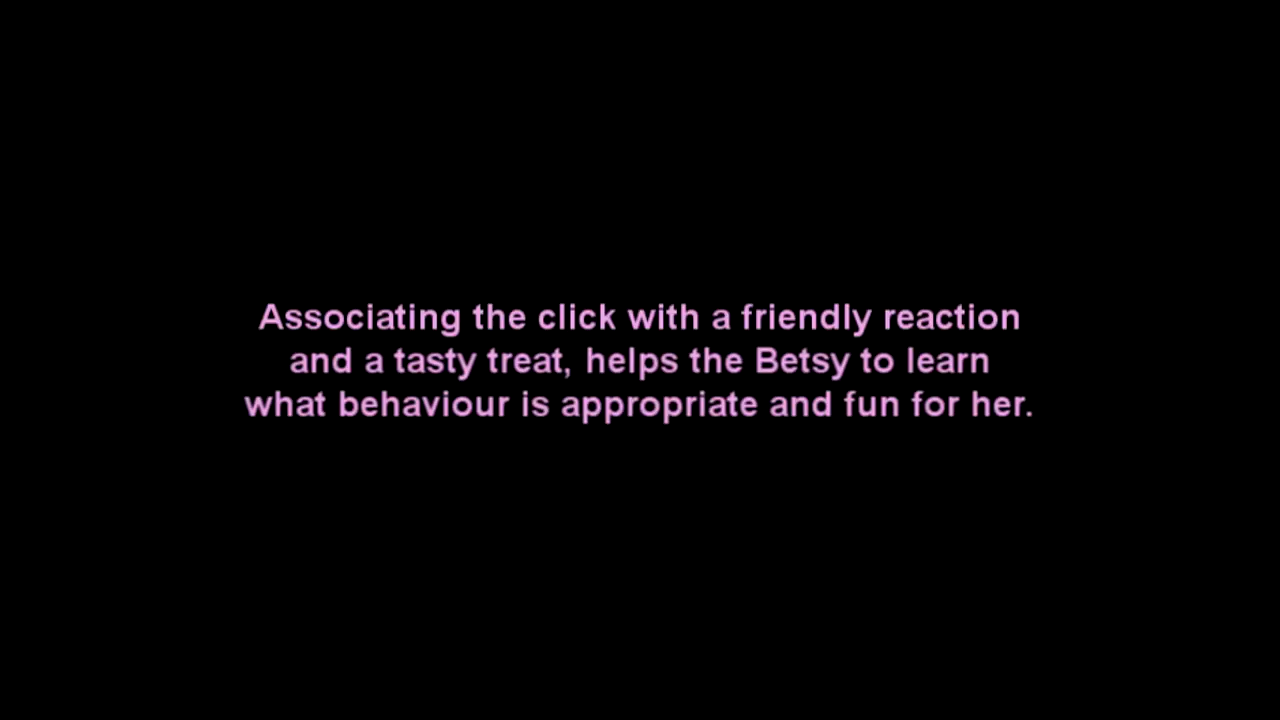 Associating the click with a friendly reaction
and a tasty treat, helps the Betsy to learn
what behaviour is appropriate and fun for her.